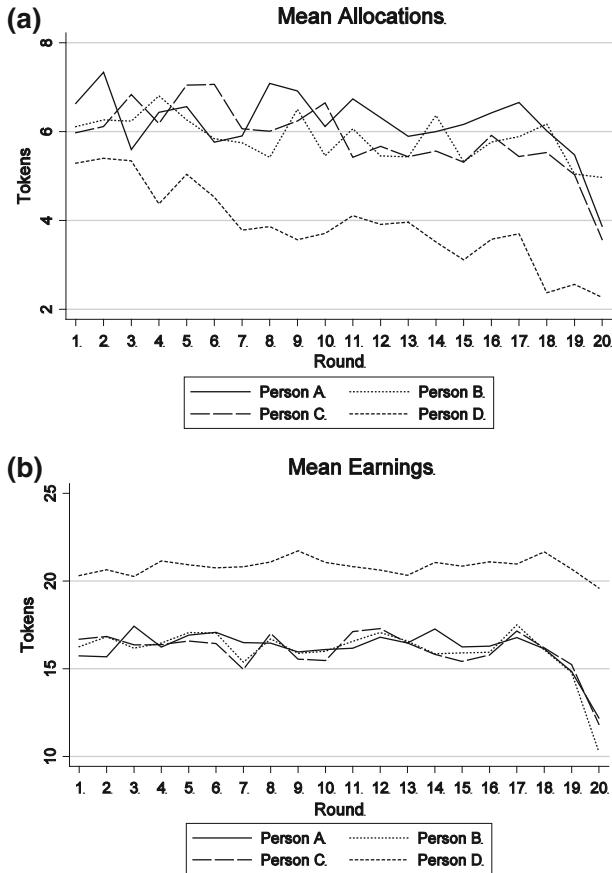 (a)
Mean Allocations.
8
6
4
2
Tokens
1. 2. 3. 4. 5. 6. 7. 8. 9. 10. 11. 12. 13. 14. 15. 16. 17. 18. 19. 20.
Round.
Person A. Person B.
Person C. Person D.
(b)
Mean Earnings.
25
20
15
10
Tokens
1. 2. 3. 4. 5. 6. 7. 8. 9. 10. 11. 12. 13. 14. 15. 16. 17. 18. 19. 20.
Round.
Person A. Person B.
Person C. Person D.